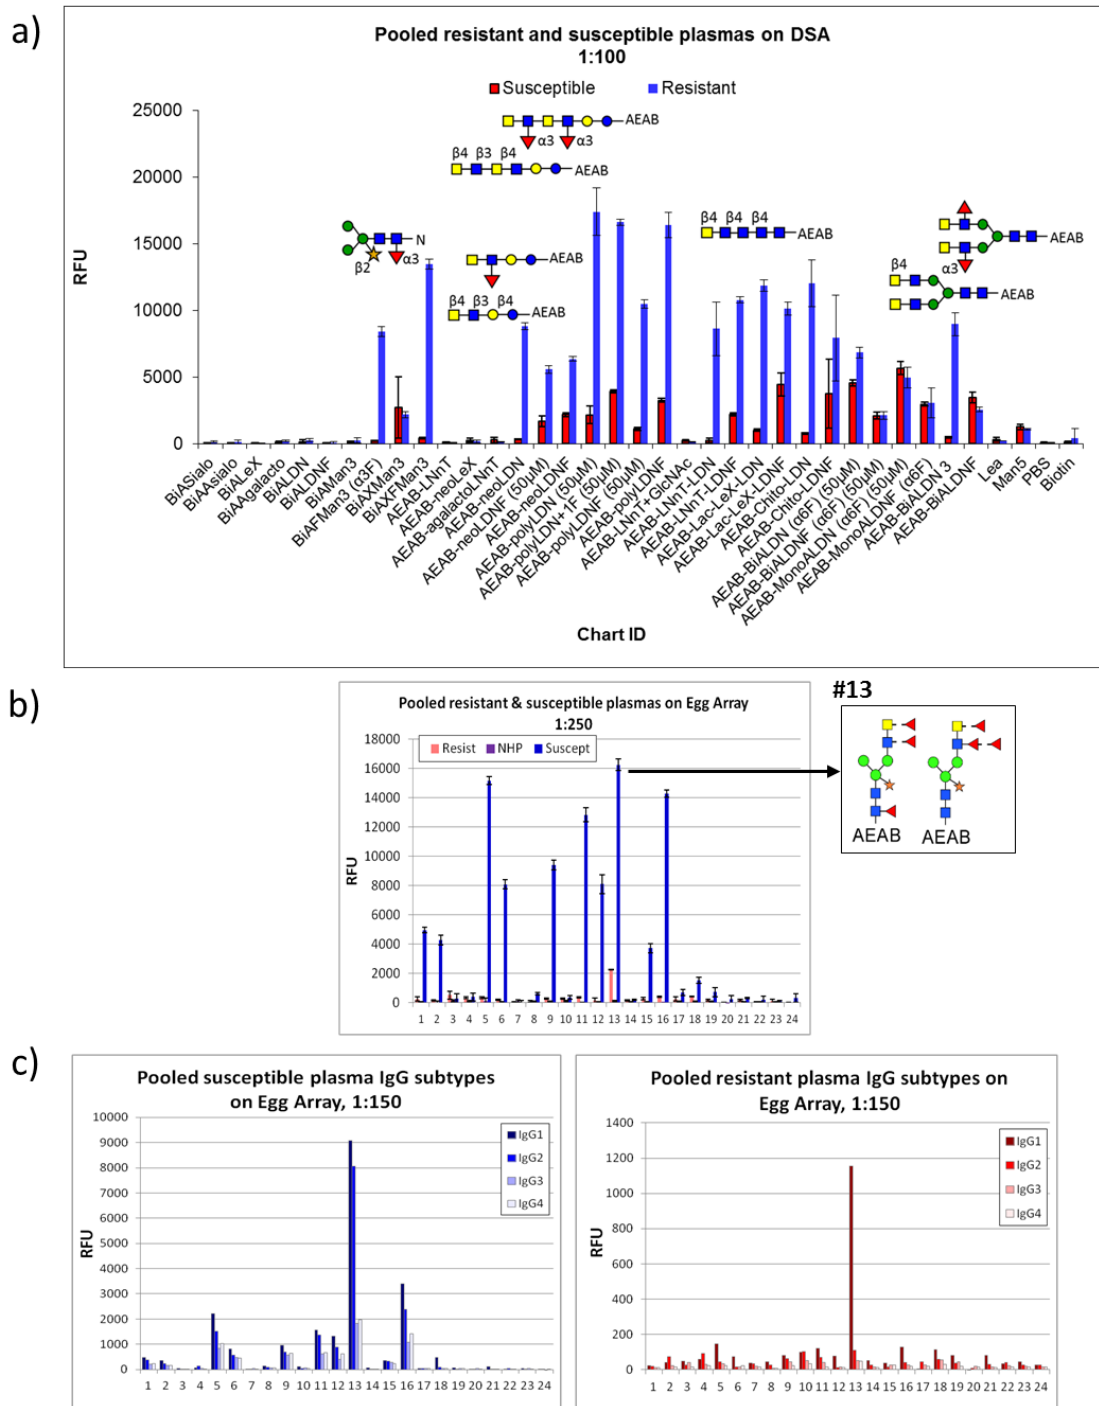 a)
Pooled resistant and susceptible plasmas on DSA
1:100
Susceptible Resistant
25000
20000
15000
10000
5000
0
RFU
α3 α3 AEAB
β4 β3 β4
AEAB
β2 α3 N
AEAB
β4 β3 β4
AEAB
β4 β4 β4
AEAB
AEAB
β4 α3
AEAB
BiASialo
BiAAsialo
BiALeX
BiAAgalacto
BiALDN
BiALDNF
BiAMan3
BiAFMan3 (α3F)
BiAXMan3
BiAXFMan3
AEAB-LNnT
AEAB-neoLeX
AEAB-agalactoLNnT
AEAB-neoLDN
AEAB-neoLDNF (50µM)
AEAB-neoLDNF
AEAB-polyLDN (50µM)
AEAB-polyLDN+1F (50µM)
AEAB-polyLDNF (50µM)
AEAB-polyLDNF
AEAB-LNnT+GlcNAc
AEAB-LNnT-LDN
AEAB-LNnT-LDNF
AEAB-Lac-LeX-LDN
AEAB-Lac-LeX-LDNF
AEAB-Chito-LDN
AEAB-Chito-LDNF
AEAB-BiALDN (α6F) (50µM)
AEAB-BiALDNF (α6F) (50µM)
AEAB-MonoALDN (α6F) (50µM)
AEAB-MonoALDNF (α6F)
AEAB-BiALDN 3
AEAB-BiALDNF
Lea
Man5
PBS
Biotin
Chart ID
b)
Pooled resistant & susceptible plasmas on Egg Array
1:250
Resist NHP Suscept
18000
16000
14000
12000
10000
8000
6000
4000
2000
0
RFU
1 2 3 4 5 6 7 8 9 10 11 12 13 14 15 16 17 18 19 20 21 22 23 24
#13
AEAB AEAB
c)
Pooled susceptible plasma IgG subtypes
on Egg Array, 1:150
IgG1
IgG2
IgG3
IgG4
10000
9000
8000
7000
6000
5000
4000
3000
2000
1000
0
RFU
1 2 3 4 5 6 7 8 9 10 11 12 13 14 15 16 17 18 19 20 21 22 23 24
Pooled resistant plasma IgG subtypes on
Egg Array, 1:150
IgG1
IgG2
IgG3
IgG4
1400
1200
1000
800
600
400
200
0
RFU
1 2 3 4 5 6 7 8 9 10 11 12 13 14 15 16 17 18 19 20 21 22 23 24